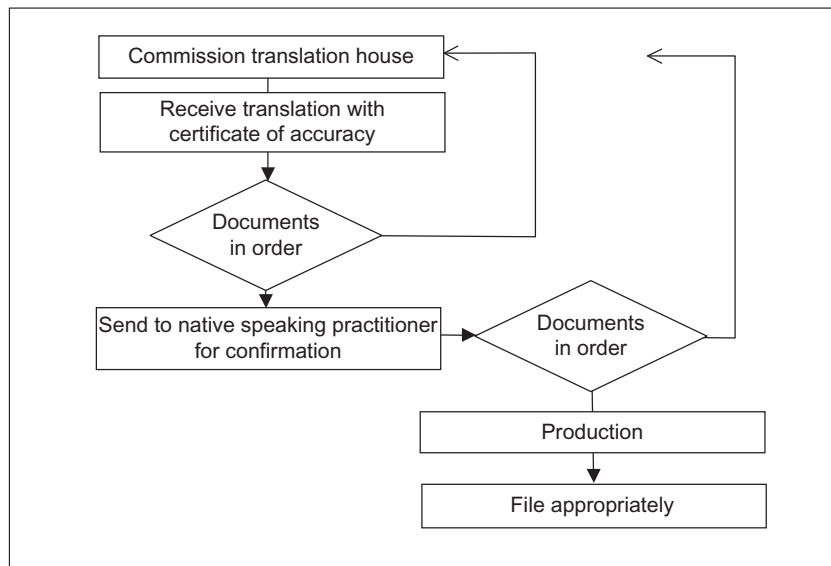 Commission translation house
Receive translation with
certificate of accuracy
Documents
in order
Send to native speaking practitioner
for confirmation
Documents
in order
Production
File appropriately